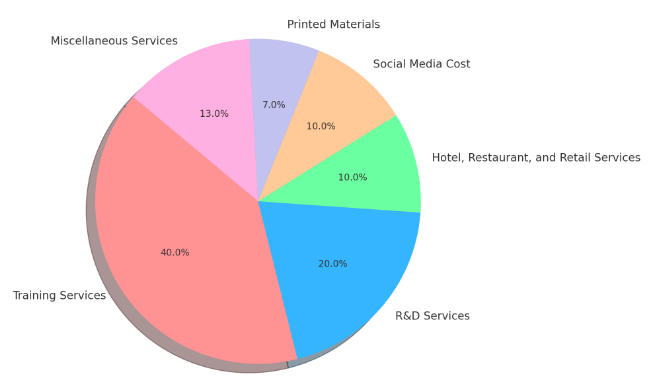 Printed Materials
Miscellaneous Services
Social Media Cost
7.0%
13.0%
10.0%
Hotel, Restaurant, and Retail Services
10.0%
40.0%
20.0%
Training Services
R&D Services